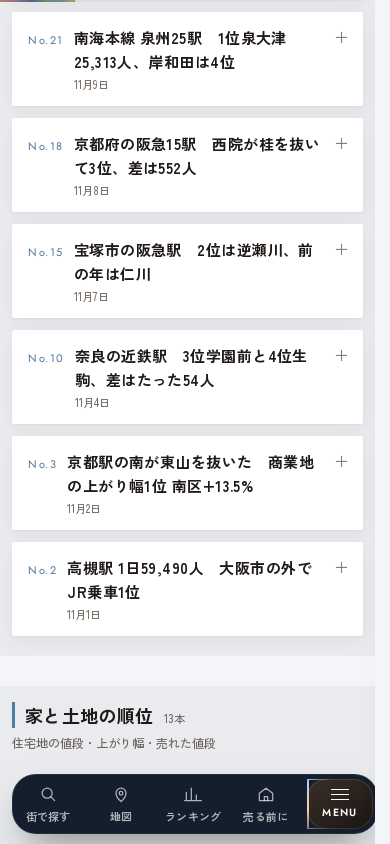 No.21 南海本線 泉州25駅　1位泉大津
25,313人、岸和田は4位
11月9日
No.18 京都府の阪急15駅　西院が桂を抜い
て3位、差は552人
11月8日
No.15 宝塚市の阪急駅　2位は逆瀬川、前
の年は仁川
11月7日
No.10 奈良の近鉄駅　3位学園前と4位生
駒、差はたった54人
11月4日
No.3 京都駅の南が東山を抜いた　商業地
の上がり幅1位 南区+13.5%
11月2日
No.2 高槻駅 1日59,490人　大阪市の外で
JR乗車1位
11月1日
家と土地の順位 13本
住宅地の値段・上がり幅・売れた値段
街で探す 地図 ランキング 売る前に MENU